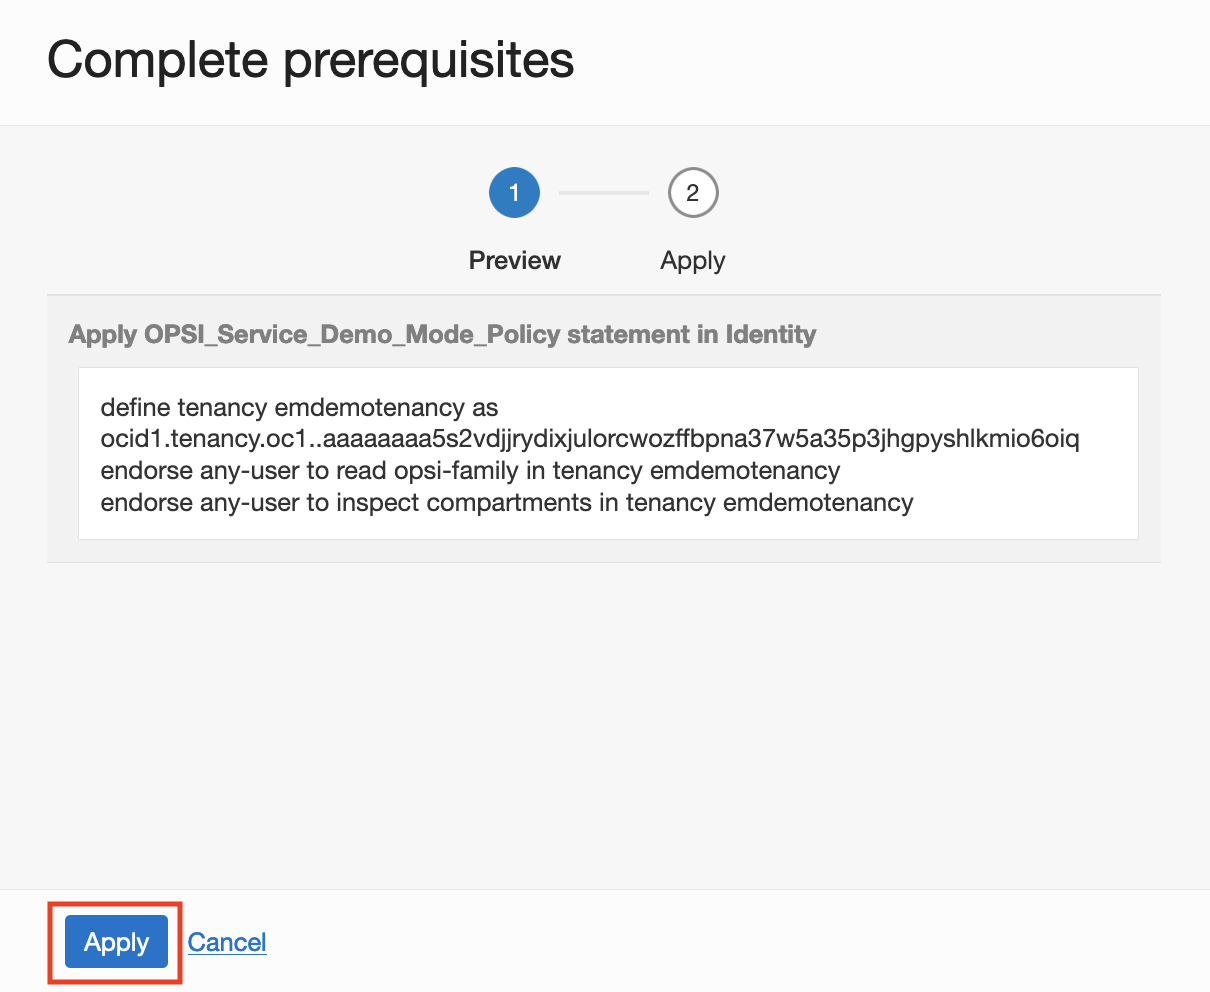 Complete prerequisites
1
2
Preview
Apply
Apply OPSI_Service_Demo_Mode_Policy statement in Identity
define tenancy emdemotenancy as
ocid1.tenancy.oc1..aaaaaaaa5s2vdjjrydixjulorcwozffbpna37w5a35p3jhgpyshlkmio6oiq
endorse any-user to read opsi-family in tenancy emdemotenancy
endorse any-user to inspect compartments in tenancy emdemotenancy
Apply
Cancel